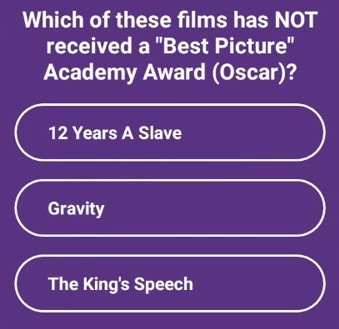 Which of these films has NOT
received a "Best Picture"
Academy Award (Oscar)?
12 Years A Slave
Gravity
The King's Speech